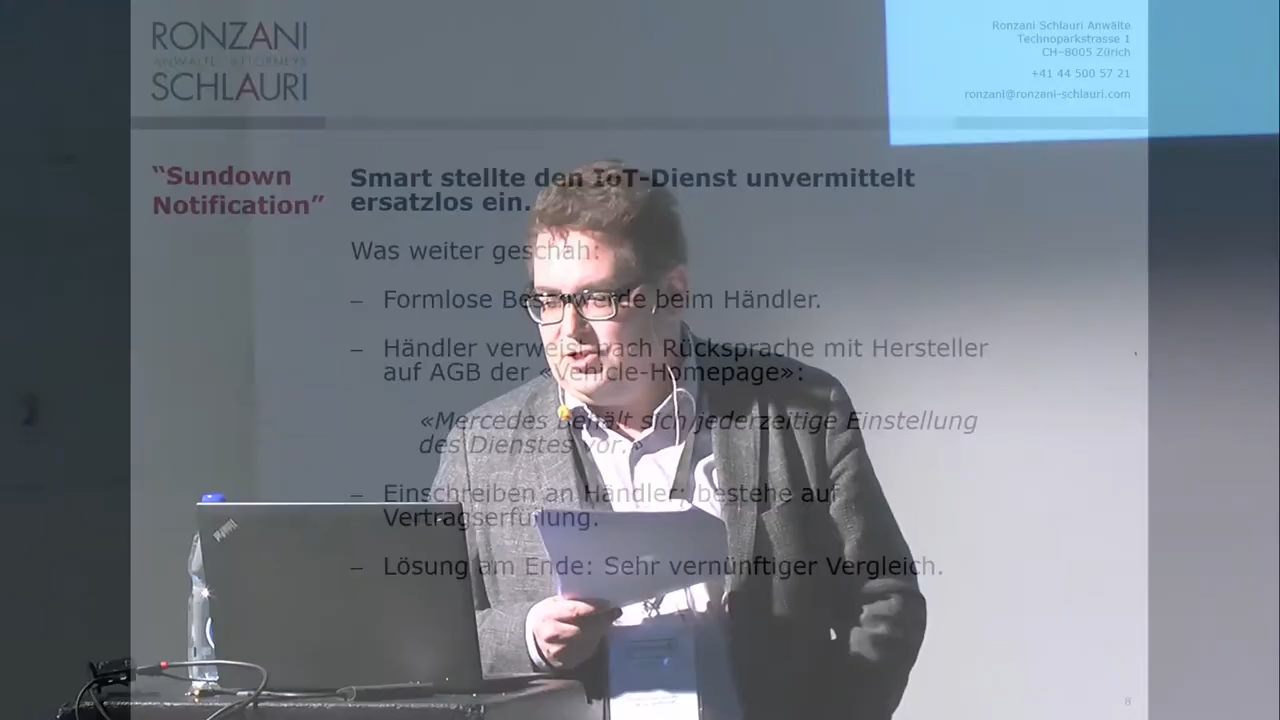 RONZANI
ANWÄLTE ATTORNEYS
SCHLAURI
Ronzani Schlauri Anwälte
Technoparkstrasse 1
CH–8005 Zürich
+41 44 500 57 21
ronzani@ronzani-schlauri.com
“Sundown
Notification”
Smart stellte den IoT-Dienst unvermittelt
ersatzlos ein.
Was weiter geschah:
– Formlose Beschwerde beim Händler.
– Händler verweist nach Rücksprache mit Hersteller
auf AGB der «Vehicle-Homepage»:
«Mercedes behält sich jederzeitige Einstellung
des Dienstes vor.»
– Einschreiben an Händler; bestehe auf
Vertragserfüllung.
– Lösung am Ende: Sehr vernünftiger Vergleich.
8